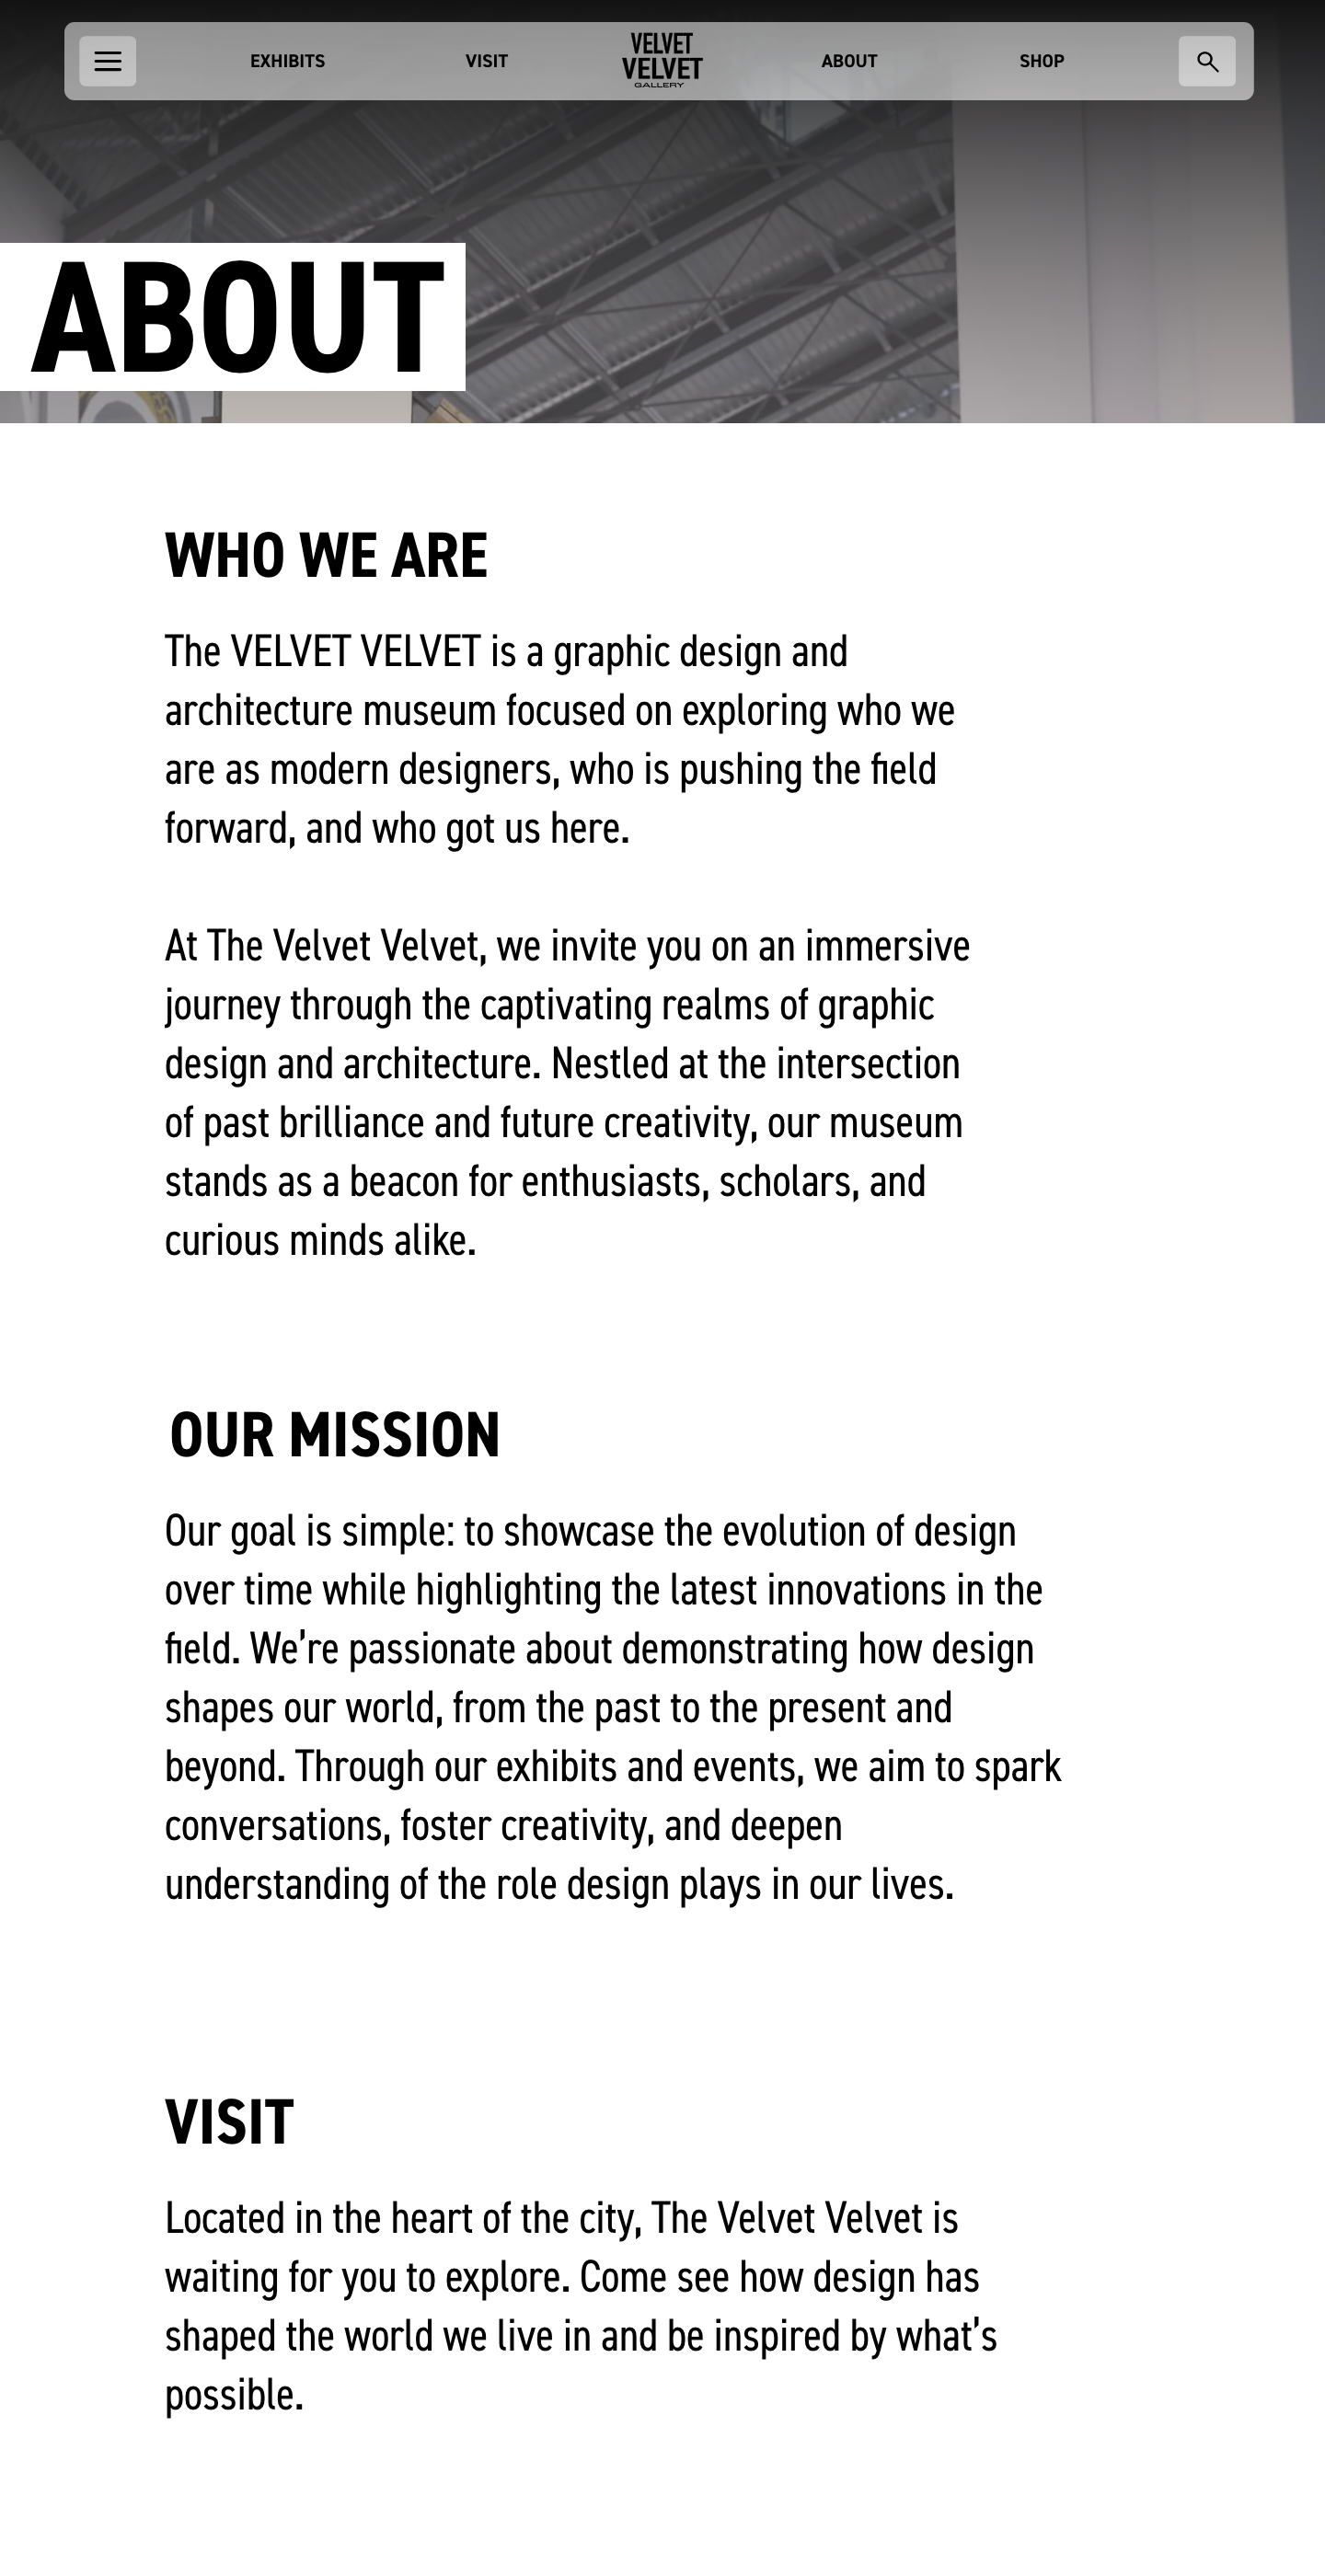 EXHIBITS
VISIT
VELVET
VELVET
GALLERY
ABOUT
SHOP
ABOUT
WHO WE ARE
The VELVET VELVET is a graphic design and
architecture museum focused on exploring who we
are as modern designers, who is pushing the field
forward, and who got us here.
At The Velvet Velvet, we invite you on an immersive
journey through the captivating realms of graphic
design and architecture. Nestled at the intersection
of past brilliance and future creativity, our museum
stands as a beacon for enthusiasts, scholars, and
curious minds alike.
OUR MISSION
Our goal is simple: to showcase the evolution of design
over time while highlighting the latest innovations in the
field. We’re passionate about demonstrating how design
shapes our world, from the past to the present and
beyond. Through our exhibits and events, we aim to spark
conversations, foster creativity, and deepen
understanding of the role design plays in our lives.
VISIT
Located in the heart of the city, The Velvet Velvet is
waiting for you to explore. Come see how design has
shaped the world we live in and be inspired by what’s
possible.